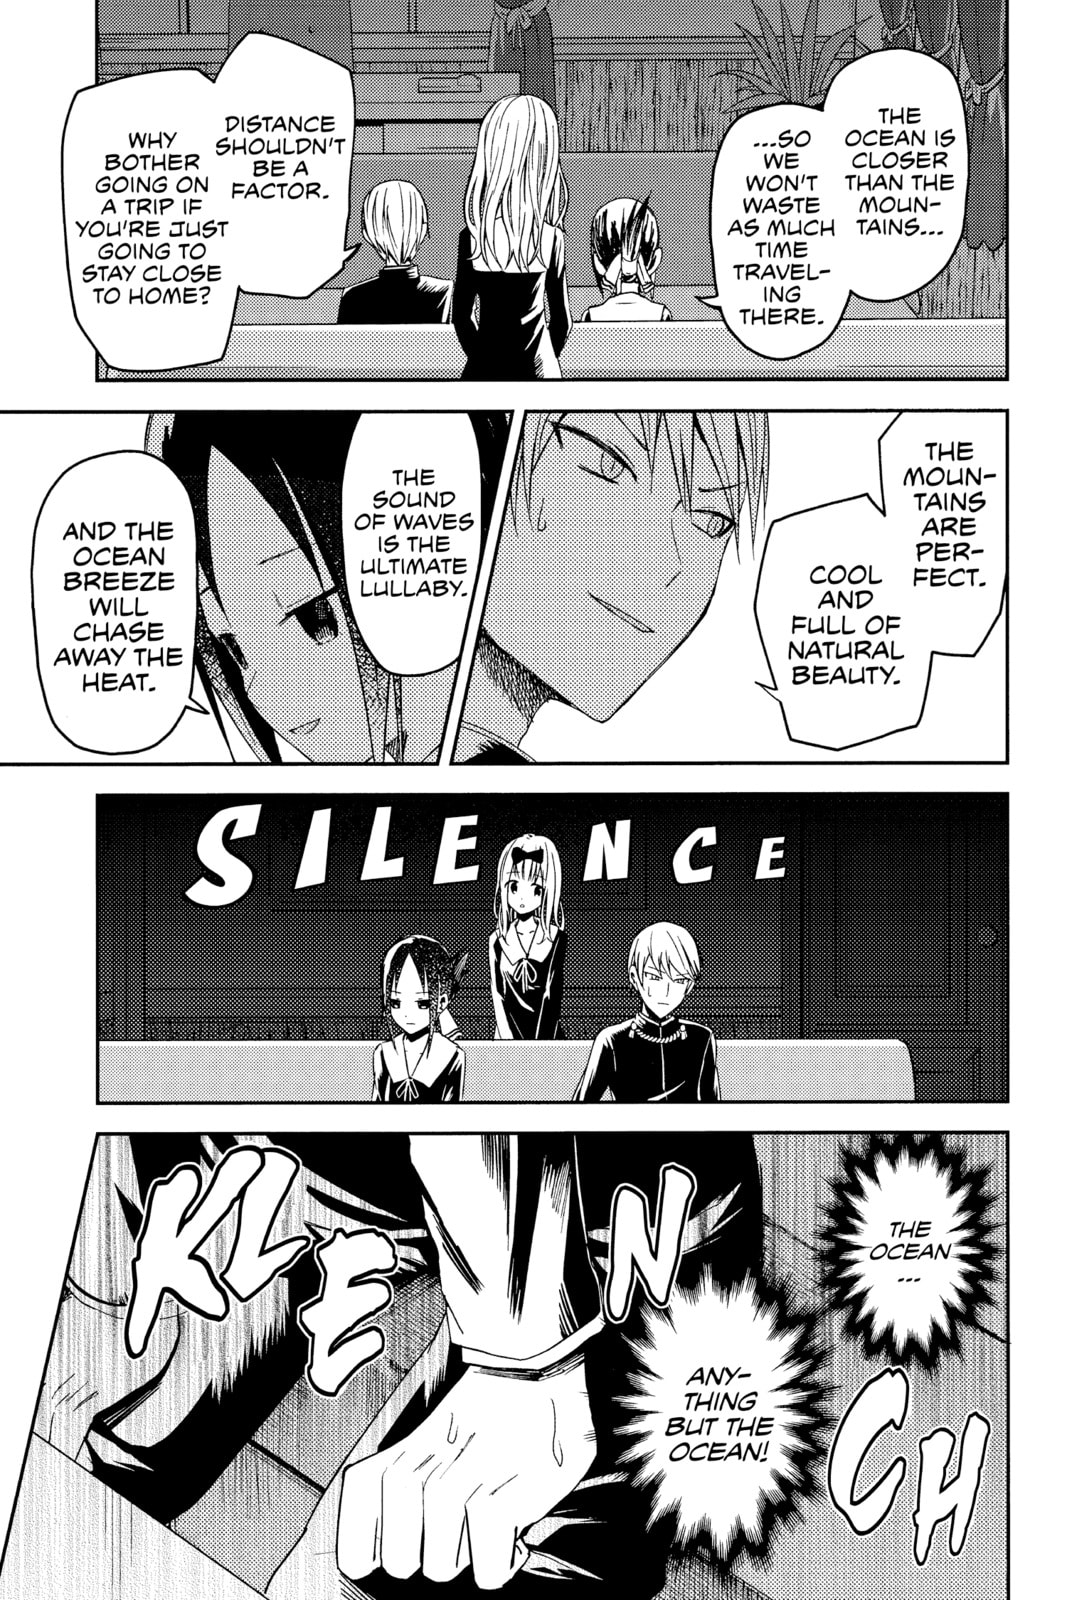 THE
OCEAN IS
CLOSER
THAN THE
MOUN-
TAINS...
...SO
WE
WON'T
WASTE
AS MUCH
TIME
TRAVEL-
ING
THERE.
DISTANCE
SHOULDN'T
BE A
FACTOR.
WHY
BOTHER
GOING ON
A TRIP IF
YOU'RE JUST
GOING TO
STAY CLOSE
TO HOME?
THE
MOUN-
TAINS
ARE
PER-
FECT.
COOL
AND
FULL OF
NATURAL
BEAUTY.
THE
SOUND
OF WAVES
IS THE
ULTIMATE
LULLABY.
AND THE
OCEAN
BREEZE
WILL
CHASE
AWAY THE
HEAT.
SILENCE
THE
OCEAN
...
ANY-
THING
BUT THE
OCEAN!
KLENCH